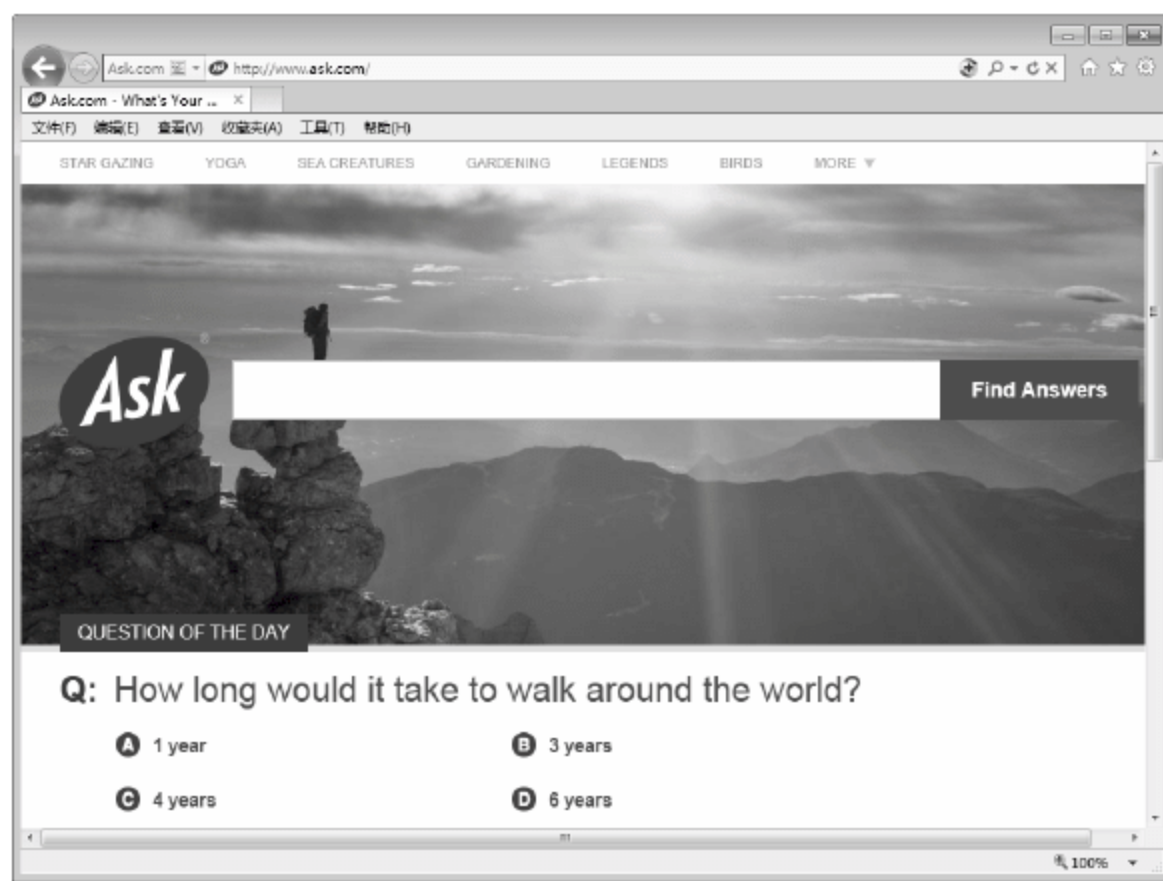 Ask.com http://www.ask.com/
Ask.com - What's Your ...
文件(F) 编辑(E) 查看(V) 收藏夹(A) 工具(T) 帮助(H)
STAR GAZING YOGA SEA CREATURES GARDENING LEGENDS BIRDS MORE
Ask®
Find Answers
QUESTION OF THE DAY
Q: How long would it take to walk around the world?
A 1 year B 3 years
C 4 years D 6 years
100%